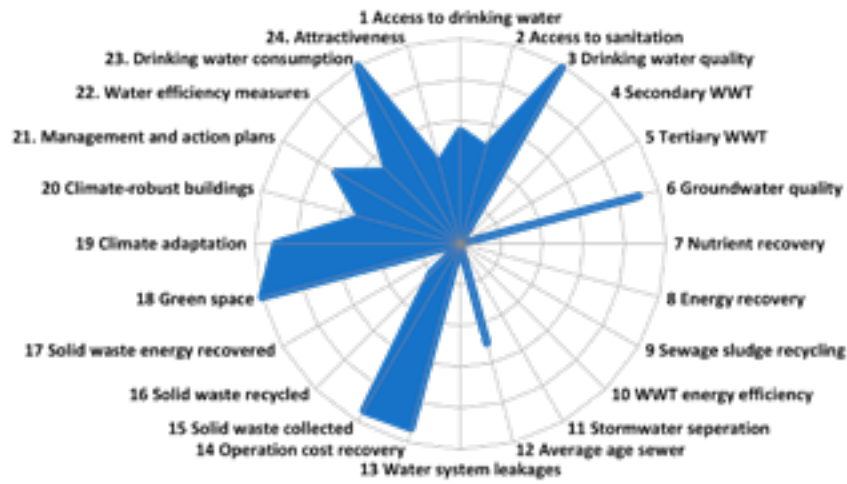 1 Access to drinking water
2 Access to sanitation
3 Drinking water quality
4 Secondary WWT
5 Tertiary WWT
6 Groundwater quality
7 Nutrient recovery
8 Energy recovery
9 Sewage sludge recycling
10 WWT energy efficiency
11 Stormwater seperation
12 Average age sewer
13 Water system leakages
14 Operation cost recovery
15 Solid waste collected
16 Solid waste recycled
17 Solid waste energy recovered
18 Green space
19 Climate adaptation
20 Climate-robust buildings
21. Management and action plans
22. Water efficiency measures
23. Drinking water consumption
24. Attractiveness